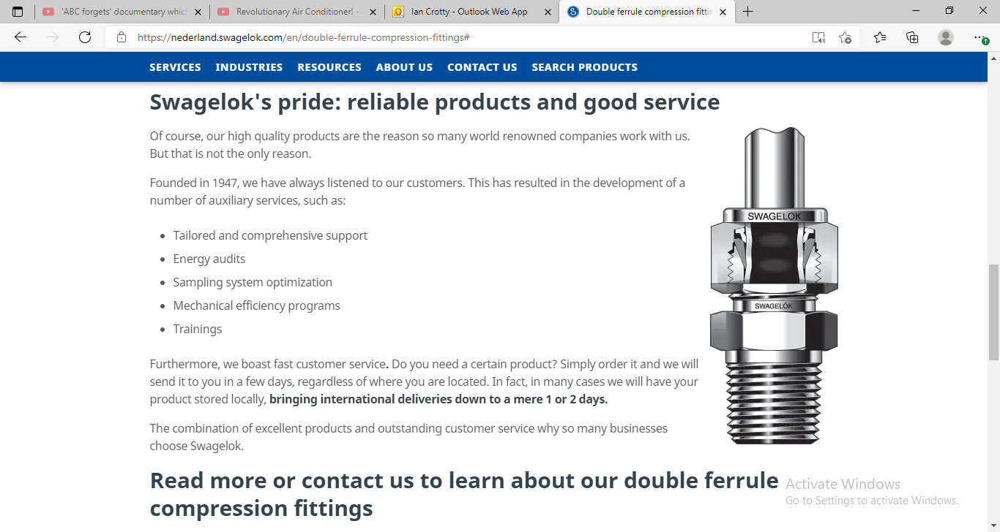 'ABC forgets' documentary which
Revolutionary Air Conditioner! -
Ian Crotty - Outlook Web App
Double ferrule compression fittin
https://nederland.swagelok.com/en/double-ferrule-compression-fittings#
SERVICES INDUSTRIES RESOURCES ABOUT US CONTACT US SEARCH PRODUCTS
Swagelok's pride: reliable products and good service
Of course, our high quality products are the reason so many world renowned companies work with us.
But that is not the only reason.
Founded in 1947, we have always listened to our customers. This has resulted in the development of a
number of auxiliary services, such as:
• Tailored and comprehensive support
• Energy audits
• Sampling system optimization
• Mechanical efficiency programs
• Trainings
Furthermore, we boast fast customer service. Do you need a certain product? Simply order it and we will
send it to you in a few days, regardless of where you are located. In fact, in many cases we will have your
product stored locally, bringing international deliveries down to a mere 1 or 2 days.
The combination of excellent products and outstanding customer service why so many businesses
choose Swagelok.
SWAGELOK
SWAGELOK
Read more or contact us to learn about our double ferrule
compression fittings
Activate Windows
Go to Settings to activate Windows.